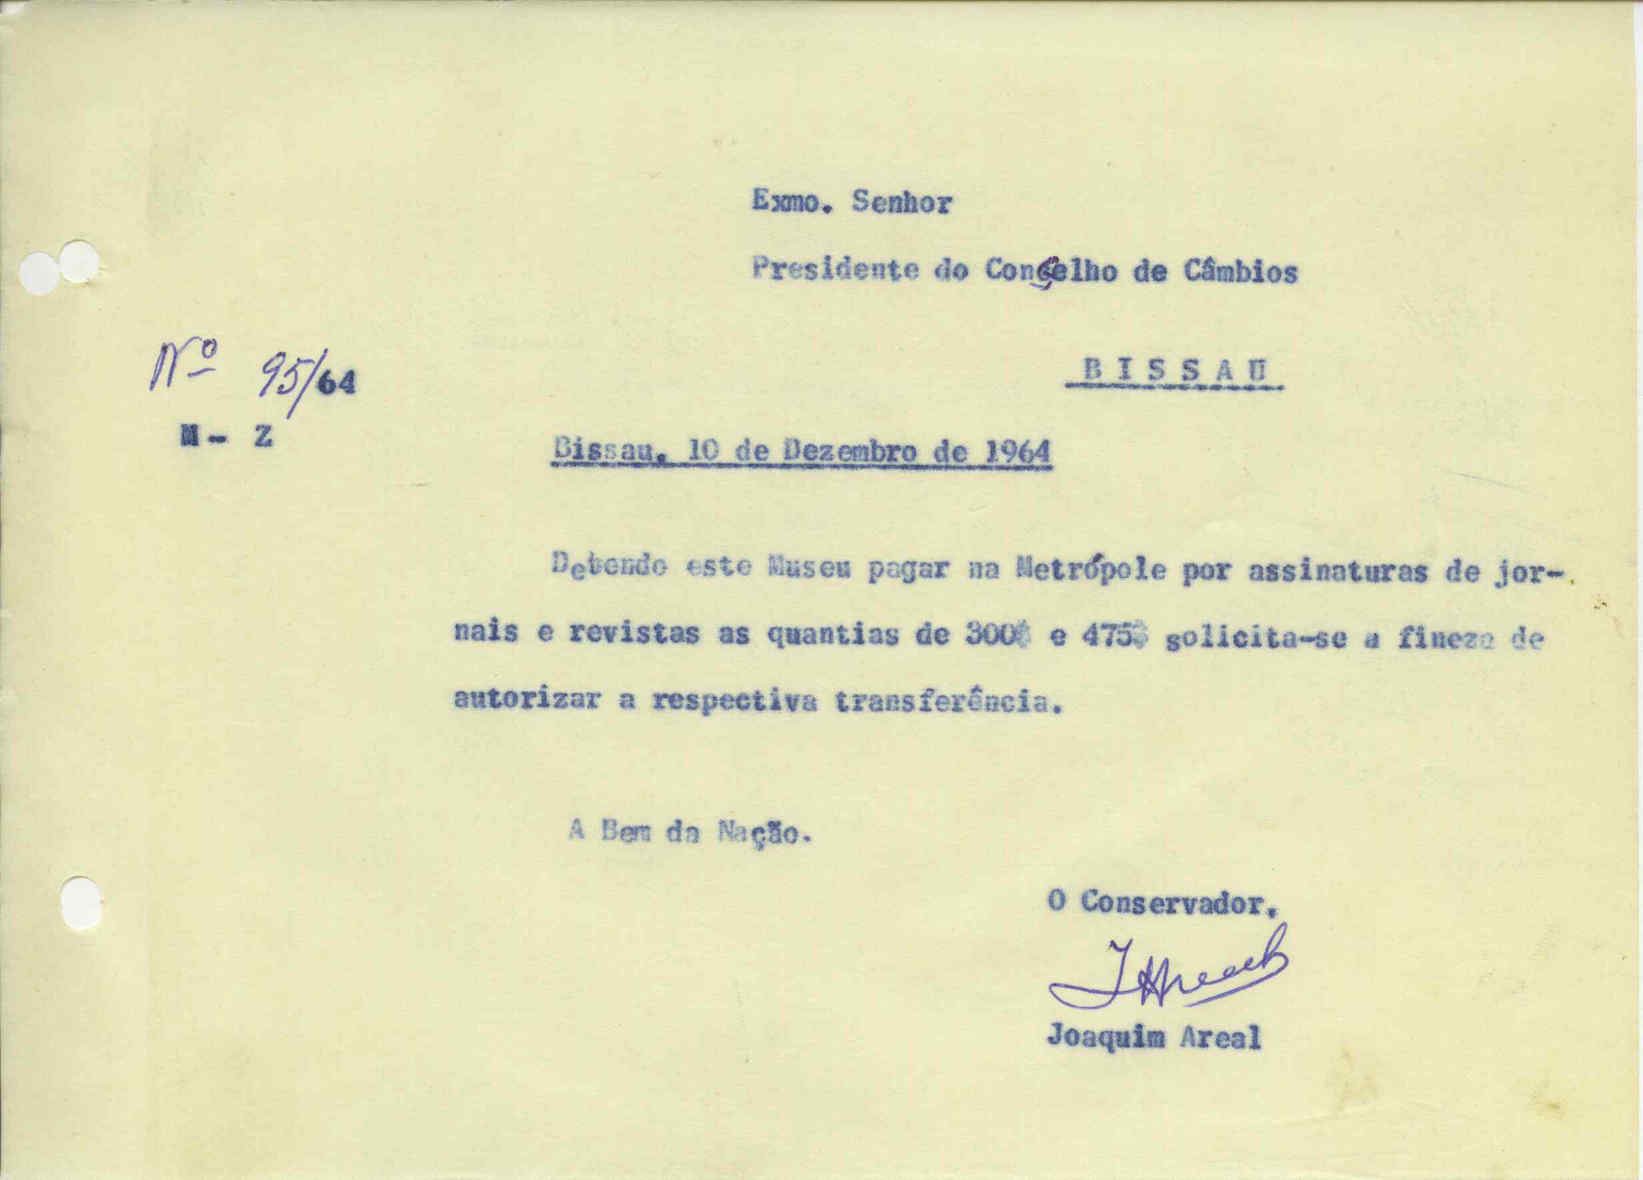 Exmo. Senhor
Presidente do Conselho de Câmbios
Nº 95/64
B I S S A U
M- Z
Bissau, 10 de Dezembro de 1964
Debendo este Museu pagar na Metrópole por assinaturas de jor-
nais e revistas as quantias de 300$ e 475$ solicita-se a fineza de
autorizar a respectiva transferência.
A Bem da Nação.
O Conservador,
JAreal
Joaquim Areal